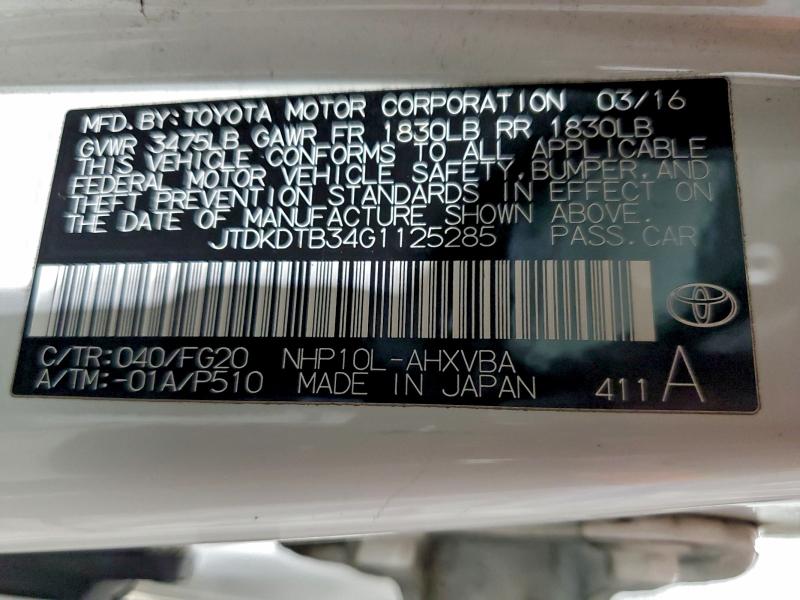 MFD. BY: TOYOTA MOTOR CORPORATION 03/16
GVWR 3475LB GAWR FR 1830LB RR 1830LB
THIS VEHICLE CONFORMS TO ALL APPLICABLE
FEDERAL MOTOR VEHICLE SAFETY, BUMPER, AND
THEFT PREVENTION STANDARDS IN EFFECT ON
THE DATE OF MANUFACTURE SHOWN ABOVE.
JTDKDTB34G1125285 PASS. CAR
C/TR: 040/FG20 NHP10L-AHXVBA
A/TM: -01A/P510 MADE IN JAPAN 411 A